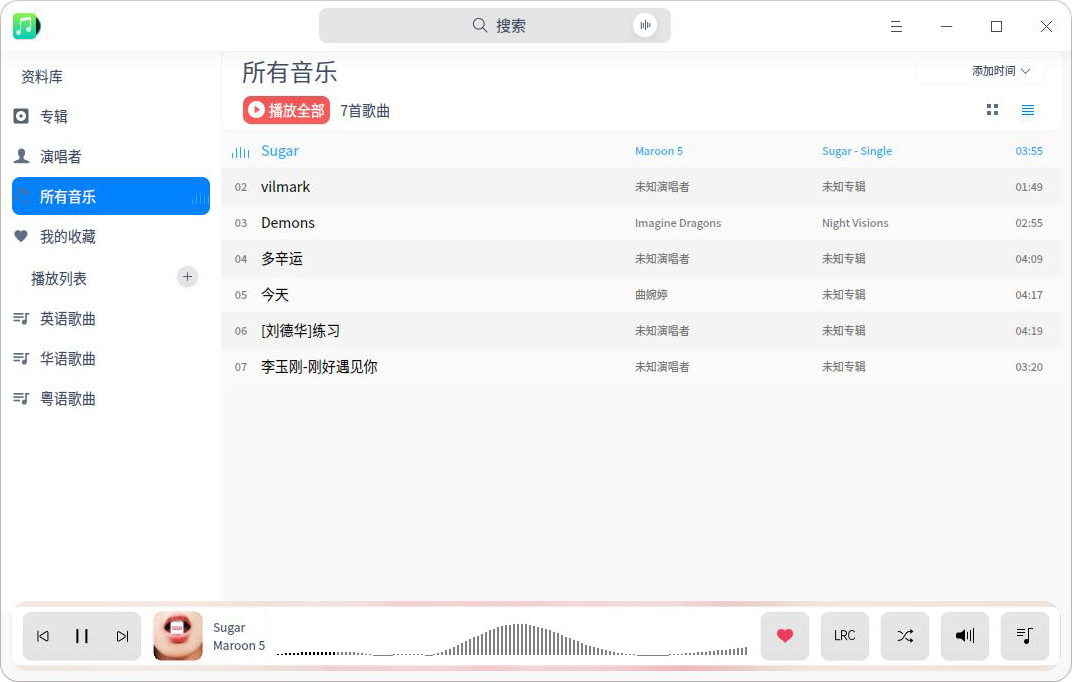 搜索
资料库
专辑
演唱者
所有音乐
我的收藏
播放列表
英语歌曲
华语歌曲
粤语歌曲
所有音乐
添加时间
播放全部 7首歌曲
Sugar Maroon 5 Sugar - Single 03:55
02 vilmark 未知演唱者 未知专辑 01:49
03 Demons Imagine Dragons Night Visions 02:55
04 多辛运 未知演唱者 未知专辑 04:09
05 今天 曲婉婷 未知专辑 04:17
06 [刘德华]练习 未知演唱者 未知专辑 04:19
07 李玉刚-刚好遇见你 未知演唱者 未知专辑 03:20
Sugar
Maroon 5
LRC